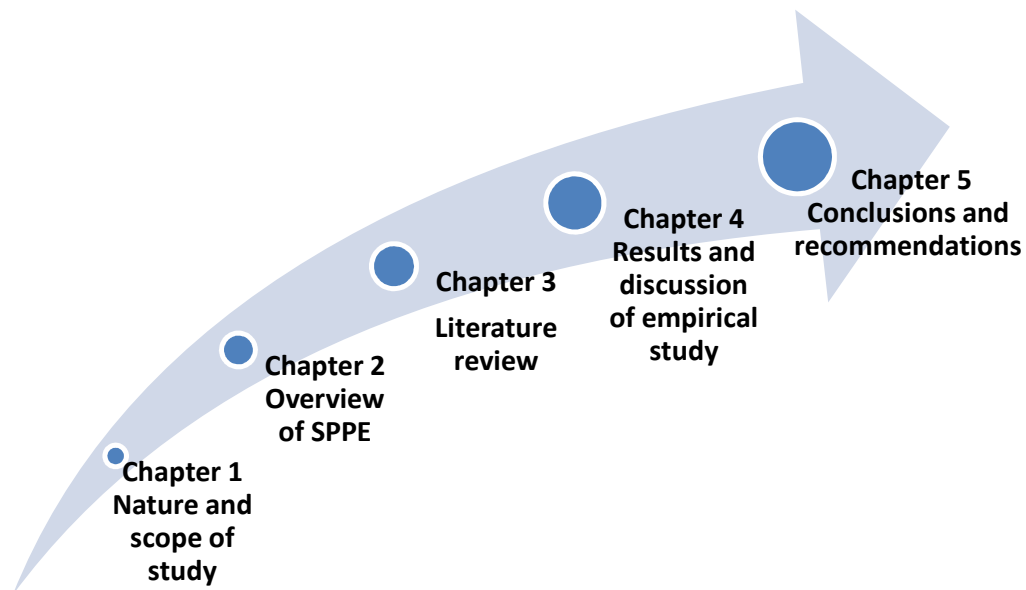 Chapter 1
Nature and
scope of
study
Chapter 2
Overview
of SPPE
Chapter 3
Literature
review
Chapter 4
Results and
discussion
of empirical
study
Chapter 5
Conclusions and
recommendations